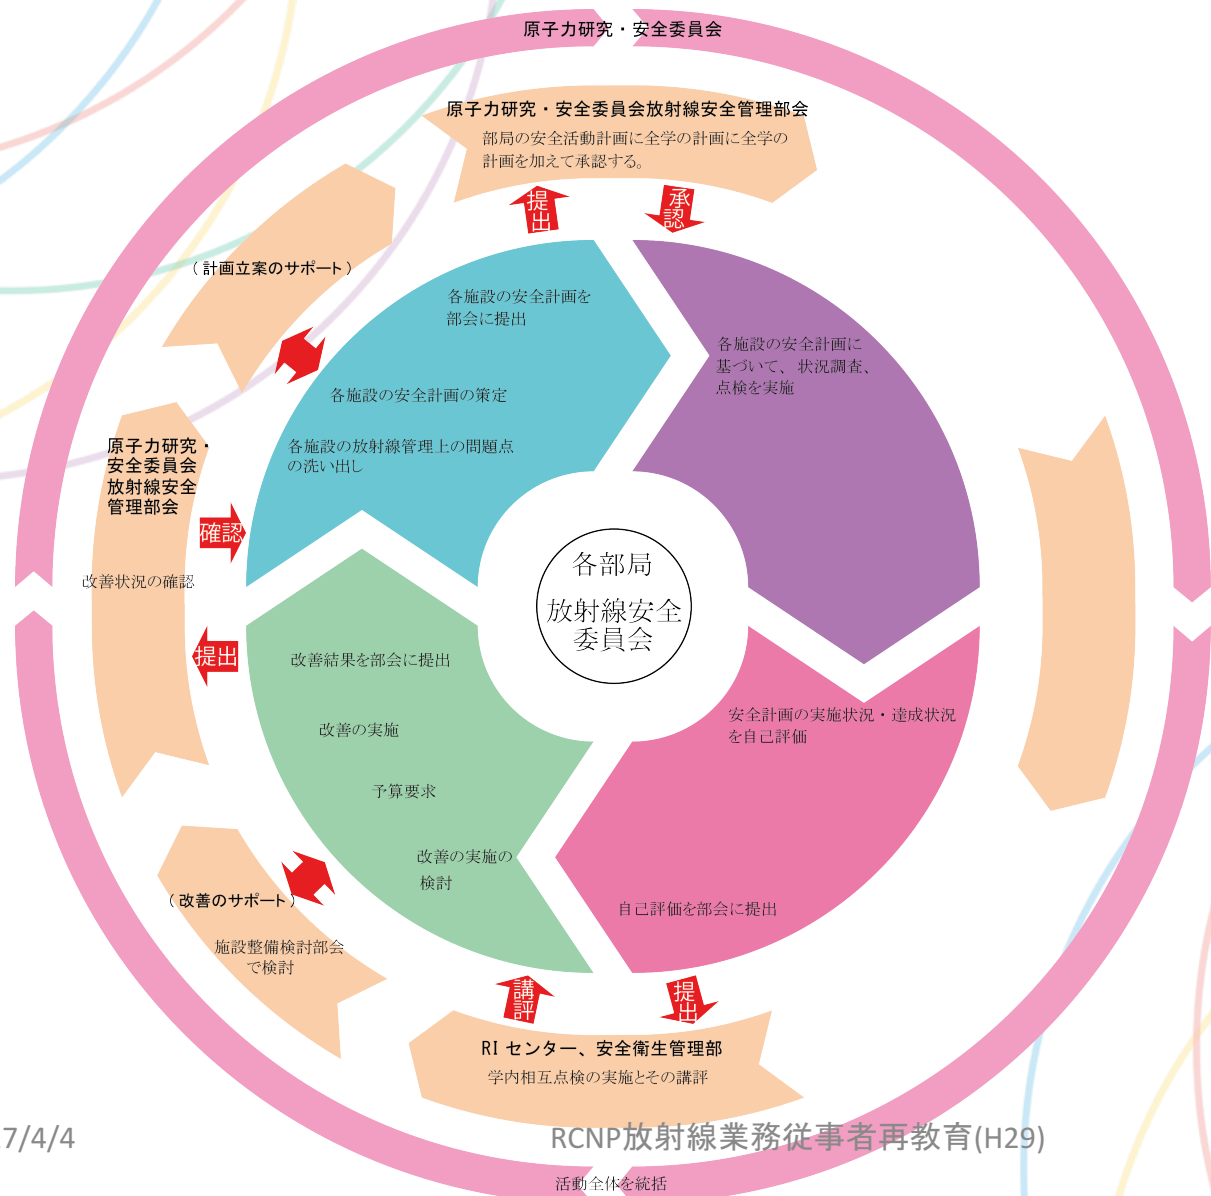 原子力研究・安全委員会
原子力研究・安全委員会放射線安全管理部会
部局の安全活動計画に全学の計画に全学の
計画を加えて承認する。
提出
承認
（計画立案のサポート）
各施設の安全計画を
部会に提出
各施設の安全計画の策定
各施設の放射線管理上の問題点
の洗い出し
各施設の安全計画に
基づいて、状況調査、
点検を実施
原子力研究・
安全委員会
放射線安全
管理部会
確認
改善状況の確認
提出
各部局
放射線安全
委員会
改善結果を部会に提出
改善の実施
予算要求
改善の実施の
検討
安全計画の実施状況・達成状況
を自己評価
自己評価を部会に提出
（改善のサポート）
施設整備検討部会
で検討
講評
提出
RI センター、安全衛生管理部
学内相互点検の実施とその講評
7/4/4
RCNP放射線業務従事者再教育(H29)
活動全体を統括